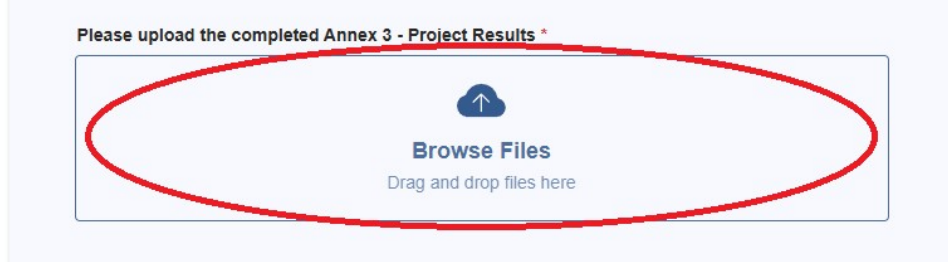 Please upload the completed Annex 3 - Project Results *
Browse Files
Drag and drop files here